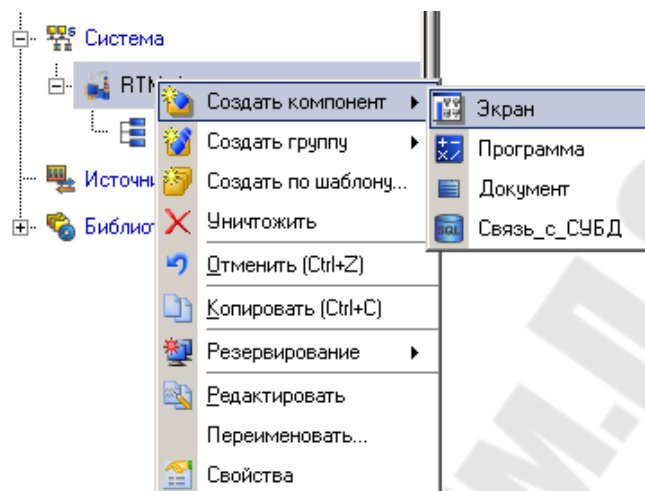 Система
RTM
Создать компонент
Экран
Создать группу
Программа
Источни
Создать по шаблону...
Документ
Библиот
Уничтожить
Связь_с_СУБД
Отменить (Ctrl+Z)
Копировать (Ctrl+C)
Резервирование
Редактировать
Переименовать...
Свойства